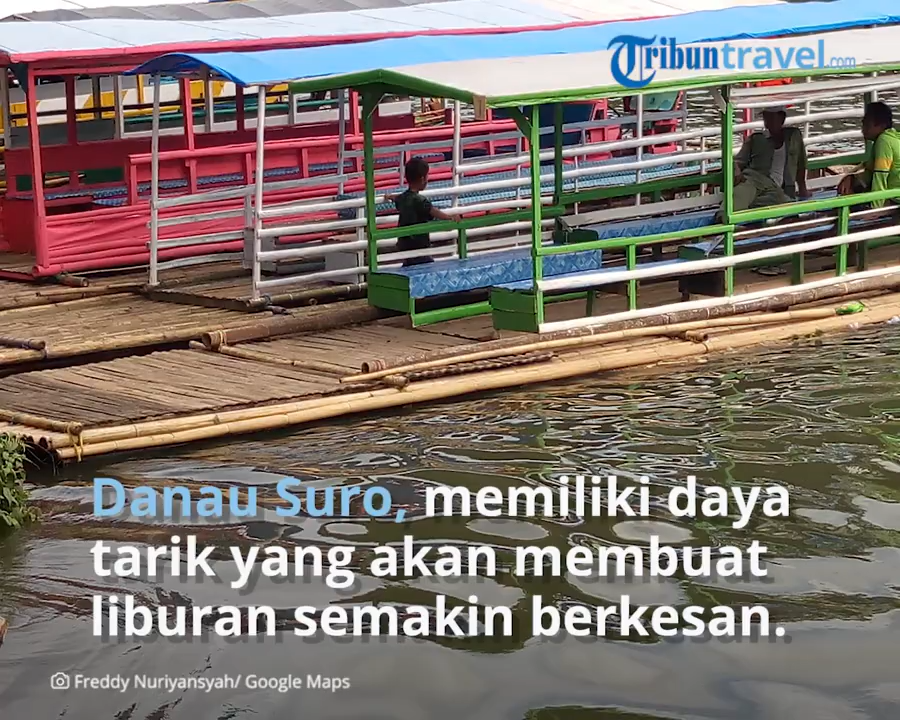 Tribuntravel.com
Danau Suro, memiliki daya
tarik yang akan membuat
liburan semakin berkesan.
Freddy Nuriyansyah/ Google Maps